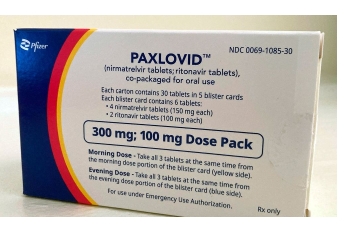 Pfizer
NDC 0069-1085-30
PAXLOVID™
(nirmatrelvir tablets; ritonavir tablets),
co-packaged for oral use
Each carton contains 30 tablets in 5 blister cards
Each blister card contains 6 tablets:
• 4 nirmatrelvir tablets (150 mg each)
• 2 ritonavir tablets (100 mg each)
300 mg; 100 mg Dose Pack
Morning Dose - Take all 3 tablets at the same time from
the morning dose portion of the blister card (yellow side).
Evening Dose - Take all 3 tablets at the same time from
the evening dose portion of the blister card (blue side).
For use under Emergency Use Authorization.
Rx only